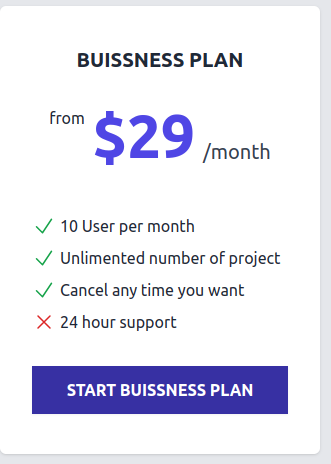 BUISSNESS PLAN
from $29 /month
10 User per month
Unlimented number of project
Cancel any time you want
24 hour support
START BUISSNESS PLAN